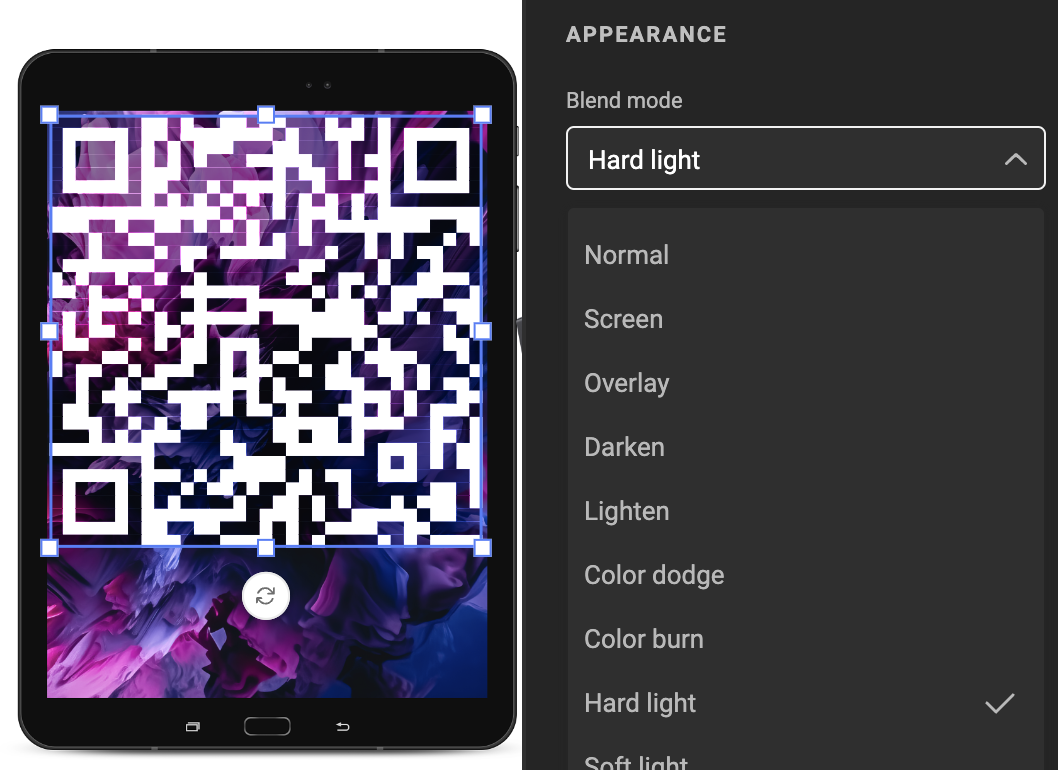 APPEARANCE
Blend mode
Hard light
Normal
Screen
Overlay
Darken
Lighten
Color dodge
Color burn
Hard light
Soft light